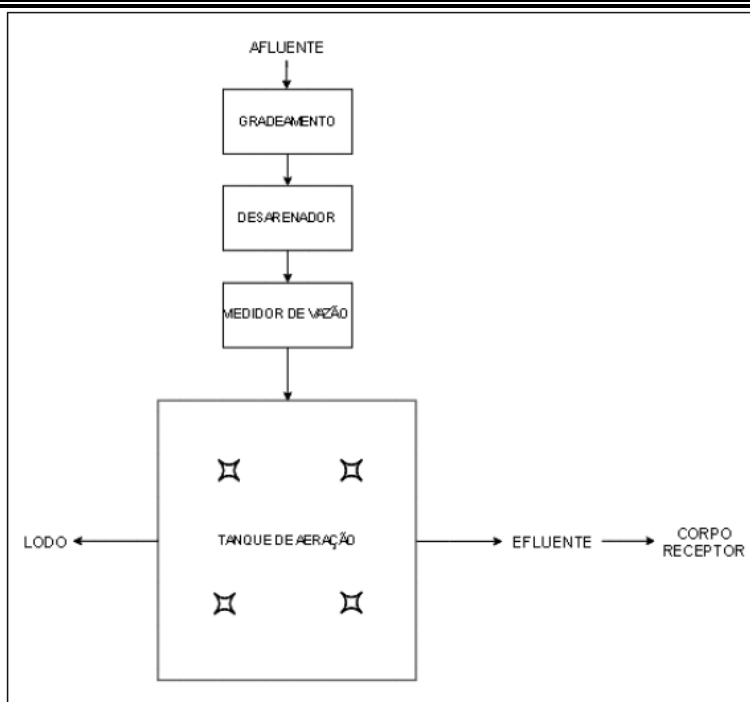 AFLUENTE
GRADEAMENTO
DESARENADOR
MEDIDOR DE VAZÃO
LODO
TANQUE DE AERAÇÃO
EFLUENTE
CORPO
RECEPTOR